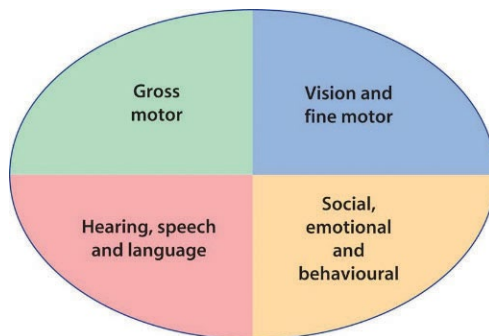 Gross
motor
Vision and
fine motor
Hearing, speech
and language
Social,
emotional
and
behavioural